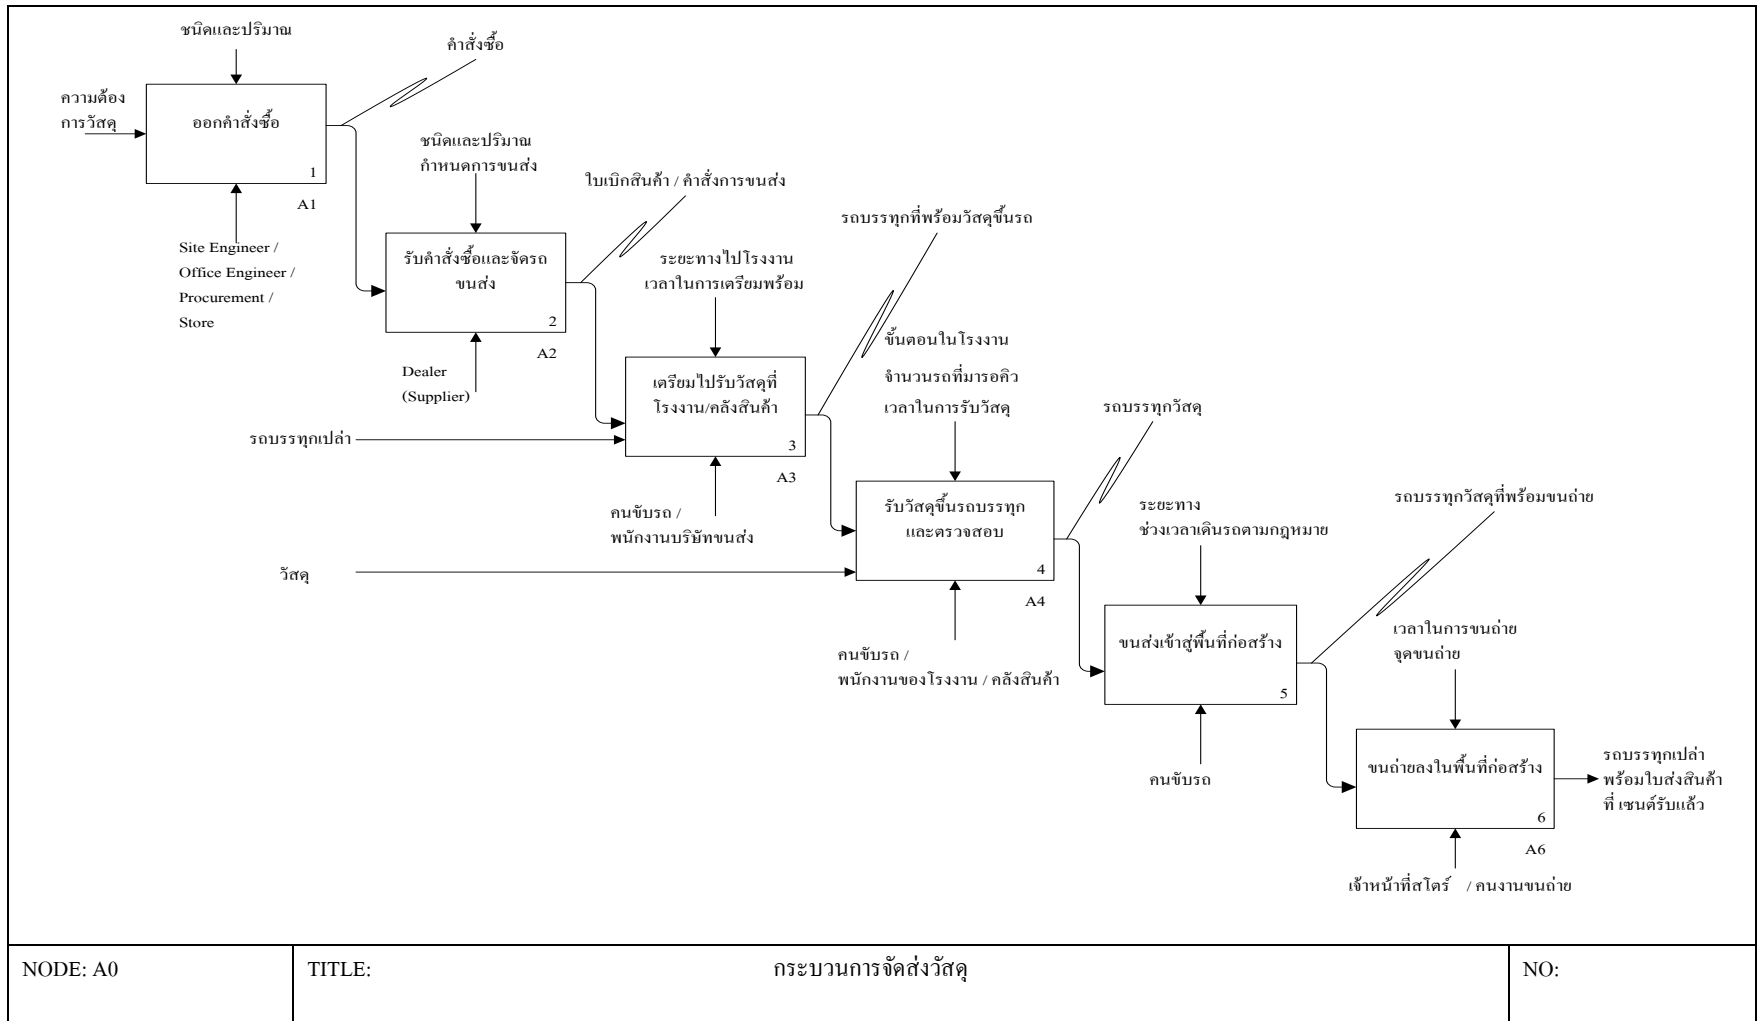 ชนิดและปริมาณ
คำสั่งซื้อ
ความต้อง
การวัสดุ
ออกคำสั่งซื้อ
1
A1
Site Engineer /
Office Engineer /
Procurement /
Store
ชนิดและปริมาณ
กำหนดการขนส่ง
ใบเบิกสินค้า / คำสั่งการขนส่ง
รับคำสั่งซื้อและจัดรถ
ขนส่ง
2
A2
Dealer
(Supplier)
ระยะทางไปโรงงาน
เวลาในการเตรียมพร้อม
รถบรรทุกที่พร้อมวัสดุขึ้นรถ
เตรียมไปรับวัสดุที่
โรงงาน/คลังสินค้า
3
A3
รถบรรทุกเปล่า
คนขับรถ /
พนักงานบริษัทขนส่ง
ขั้นตอนในโรงงาน
จำนวนรถที่มารอคิว
เวลาในการรับวัสดุ
รถบรรทุกวัสดุ
รับวัสดุขึ้นรถบรรทุก
และตรวจสอบ
4
A4
วัสดุ
คนขับรถ /
พนักงานของโรงงาน / คลังสินค้า
ระยะทาง
ช่วงเวลาเดินรถตามกฎหมาย
รถบรรทุกวัสดุที่พร้อมขนถ่าย
ขนส่งเข้าสู่พื้นที่ก่อสร้าง
5
คนขับรถ
เวลาในการขนถ่าย
จุดขนถ่าย
ขนถ่ายลงในพื้นที่ก่อสร้าง
6
A6
รถบรรทุกเปล่า
พร้อมใบส่งสินค้า
ที่ เซนต์รับแล้ว
เจ้าหน้าที่สโตร์ / คนงานขนถ่าย
NODE: A0
TITLE:
กระบวนการจัดส่งวัสดุ
NO: